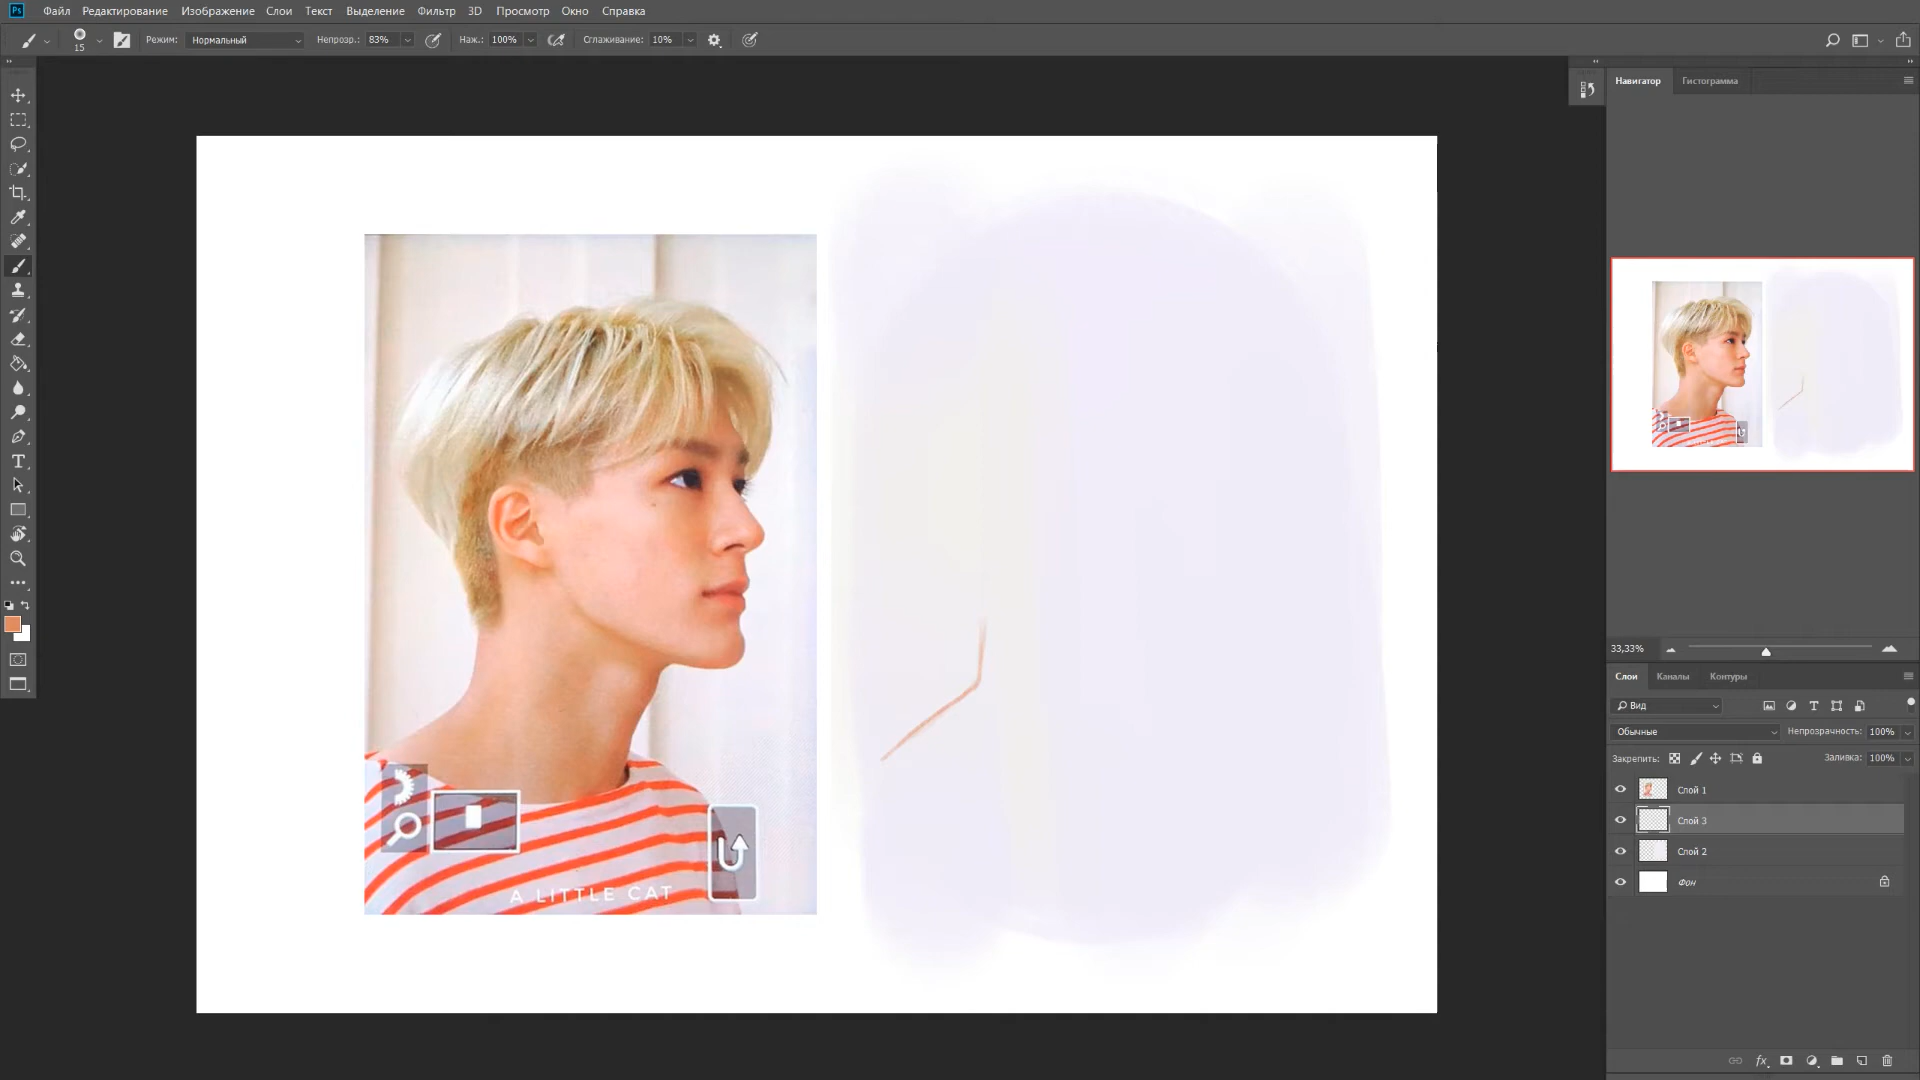 Ps Файл Редактирование Изображение Слои Текст Выделение Фильтр 3D Просмотр Окно Справка
15 Режим: Нормальный Непрозр.: 83% Наж.: 100% Сглаживание: 10%
Навигатор Гистограмма
A LITTLE CAT
33,33%
Слои Каналы Контуры
Вид
Обычные Непрозрачность: 100%
Закрепить: Заливка: 100%
Слой 1
Слой 3
Слой 2
Фон
fx